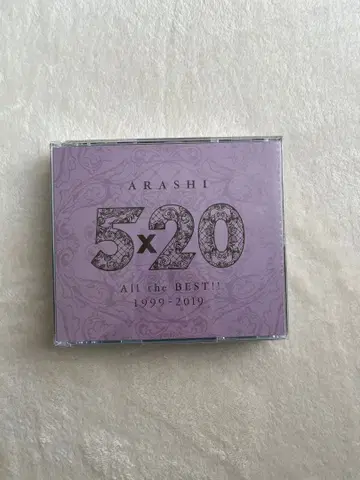 ARASHI
5x20
All the BEST!!
1999-2019